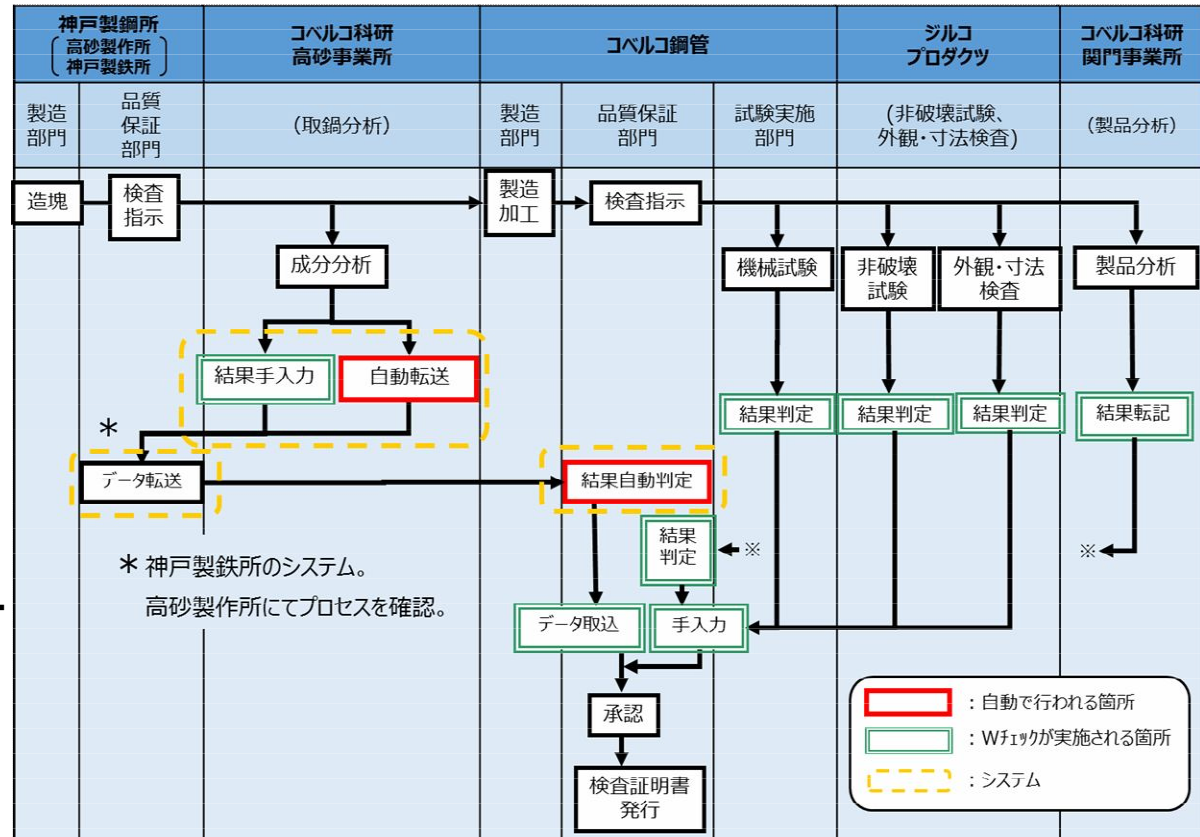 神戸製鋼所
高砂製作所
神戸製鉄所
コベルコ科研
高砂事業所
コベルコ鋼管
ジルコ
プロダクツ
コベルコ科研
関門事業所
製造
部門
品質
保証
部門
(取鍋分析)
製造
部門
品質保証
部門
試験実施
部門
(非破壊試験、
外観・寸法検査)
(製品分析)
造塊
検査
指示
製造
加工
検査指示
成分分析
機械試験
非破壊
試験
外観・寸法
検査
製品分析
結果手入力
自動転送
結果判定
結果判定
結果判定
結果転記
*
データ転送
結果自動判定
結果
判定
※
※
* 神戸製鉄所のシステム。
高砂製作所にてプロセスを確認。
データ取込
手入力
承認
検査証明書
発行
:自動で行われる箇所
:Wチェックが実施される箇所
:システム